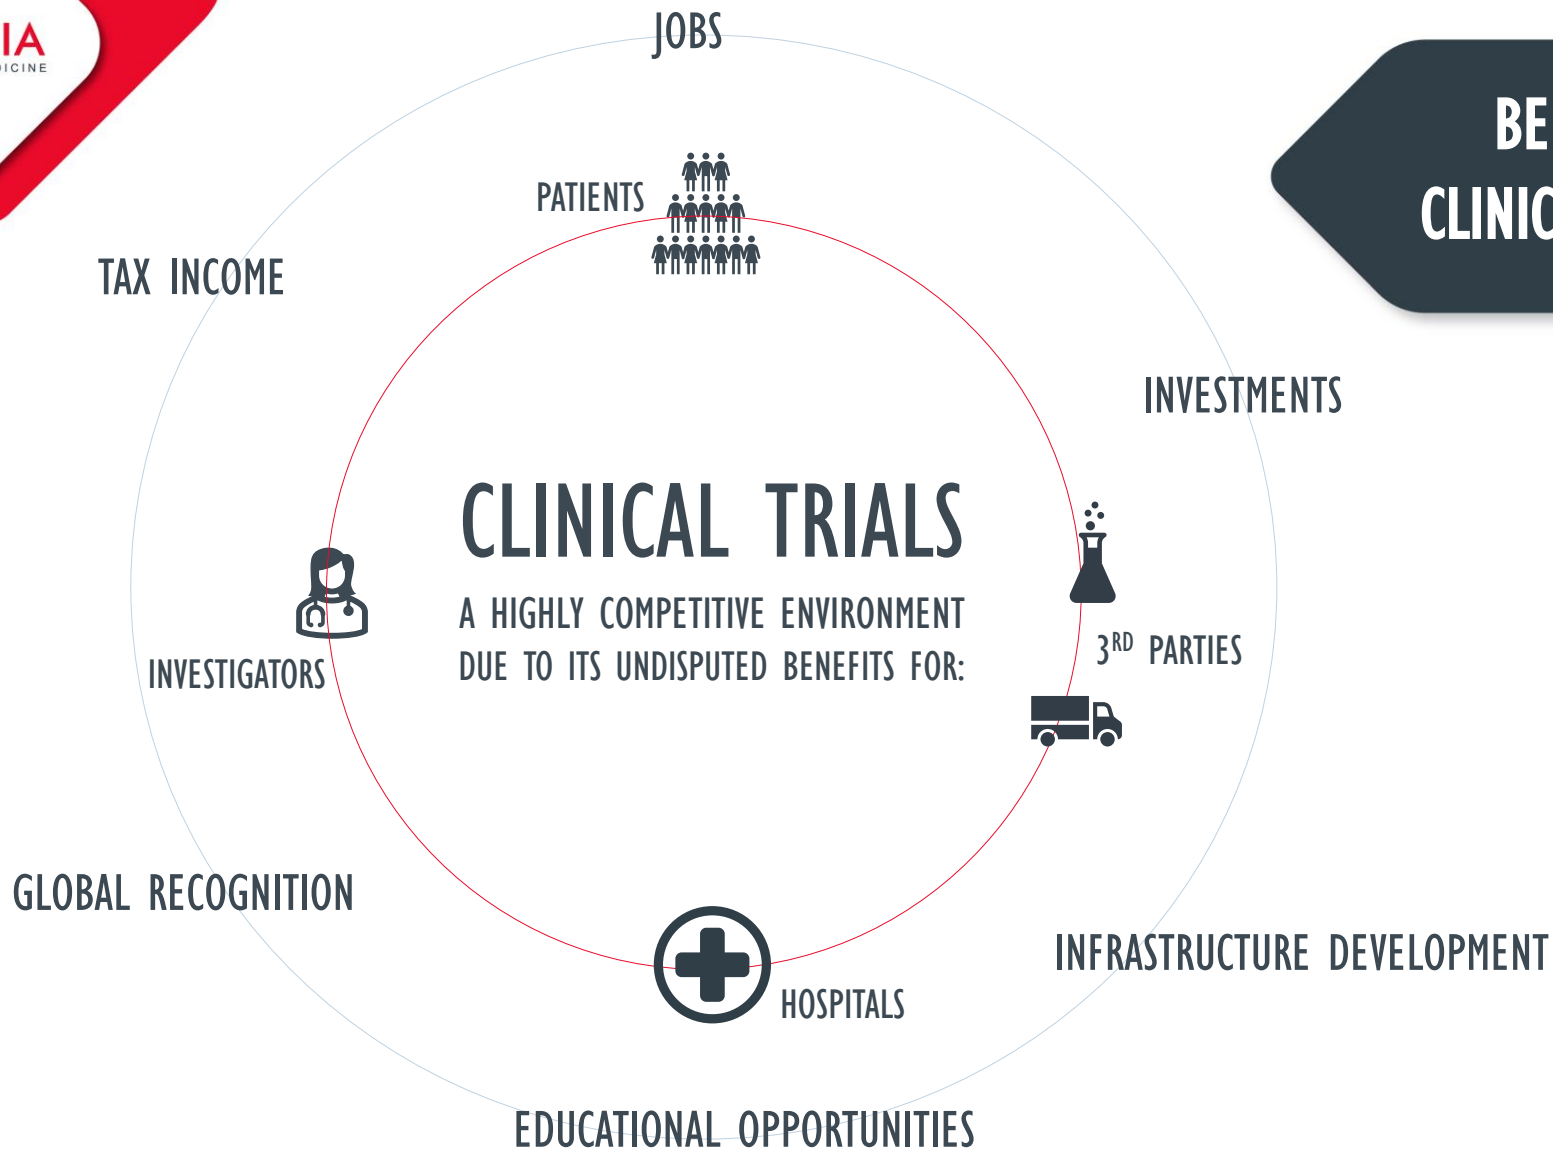 JOBS
PATIENTS
TAX INCOME
INVESTMENTS
CLINICAL TRIALS
A HIGHLY COMPETITIVE ENVIRONMENT
DUE TO ITS UNDISPUTED BENEFITS FOR:
3RD PARTIES
INVESTIGATORS
GLOBAL RECOGNITION
INFRASTRUCTURE DEVELOPMENT
HOSPITALS
EDUCATIONAL OPPORTUNITIES